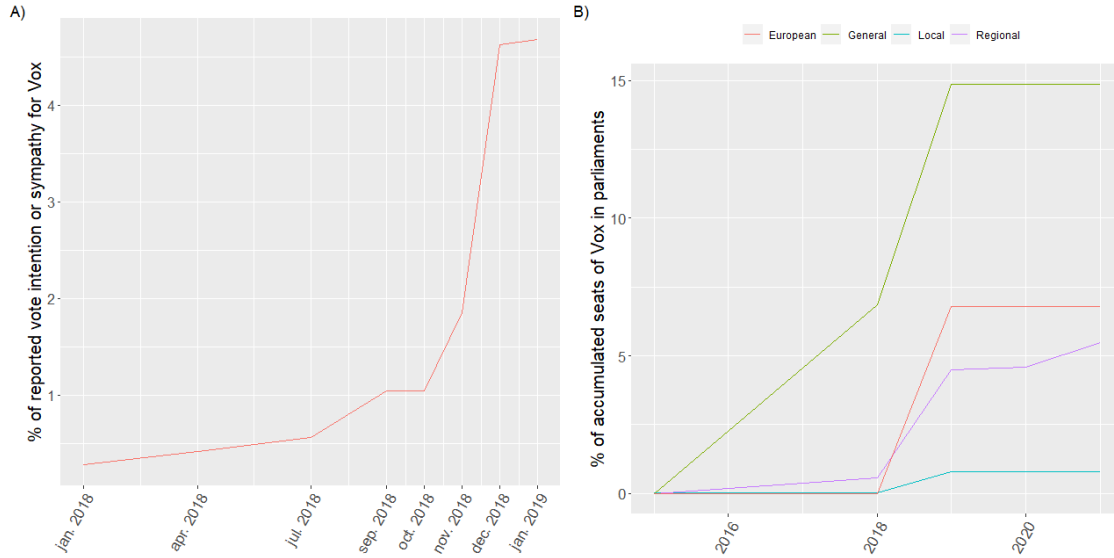 A)
% of reported vote intention or sympathy for Vox
4
3
2
1
jan. 2018
apr. 2018
jul. 2018
sep. 2018
oct. 2018
nov. 2018
dec. 2018
jan. 2019
B)
European General Local Regional
% of accumulated seats of Vox in parliaments
15
10
5
0
2016
2018
2020